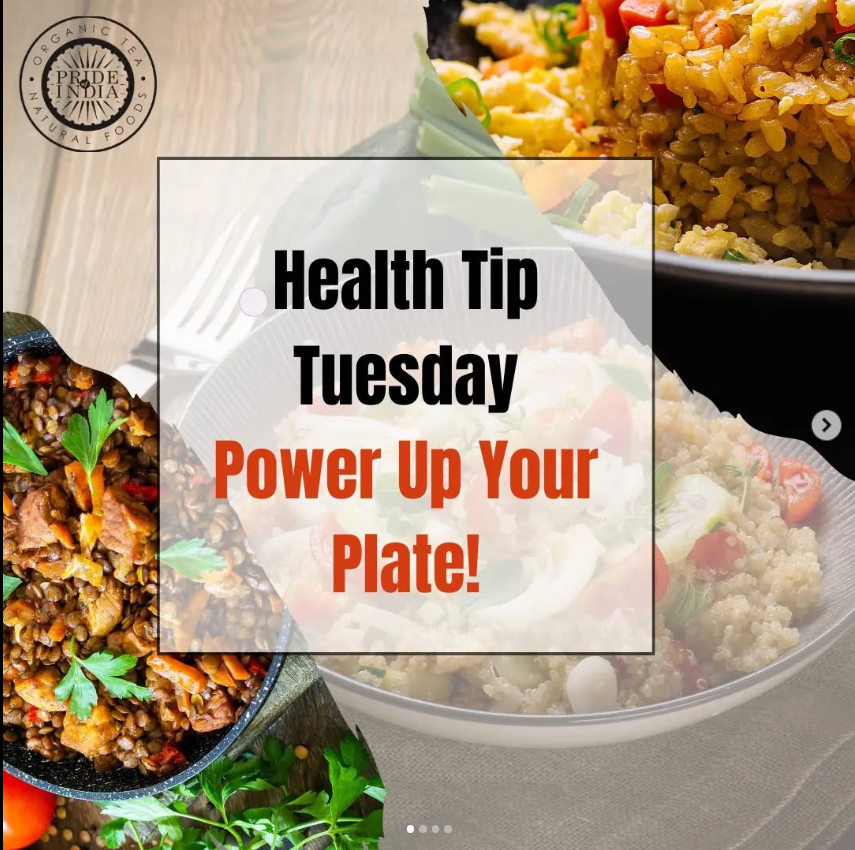 ORGANIC TEA
PRIDE
OF
INDIA
NATURAL FOODS
Health Tip
Tuesday
Power Up Your
Plate!